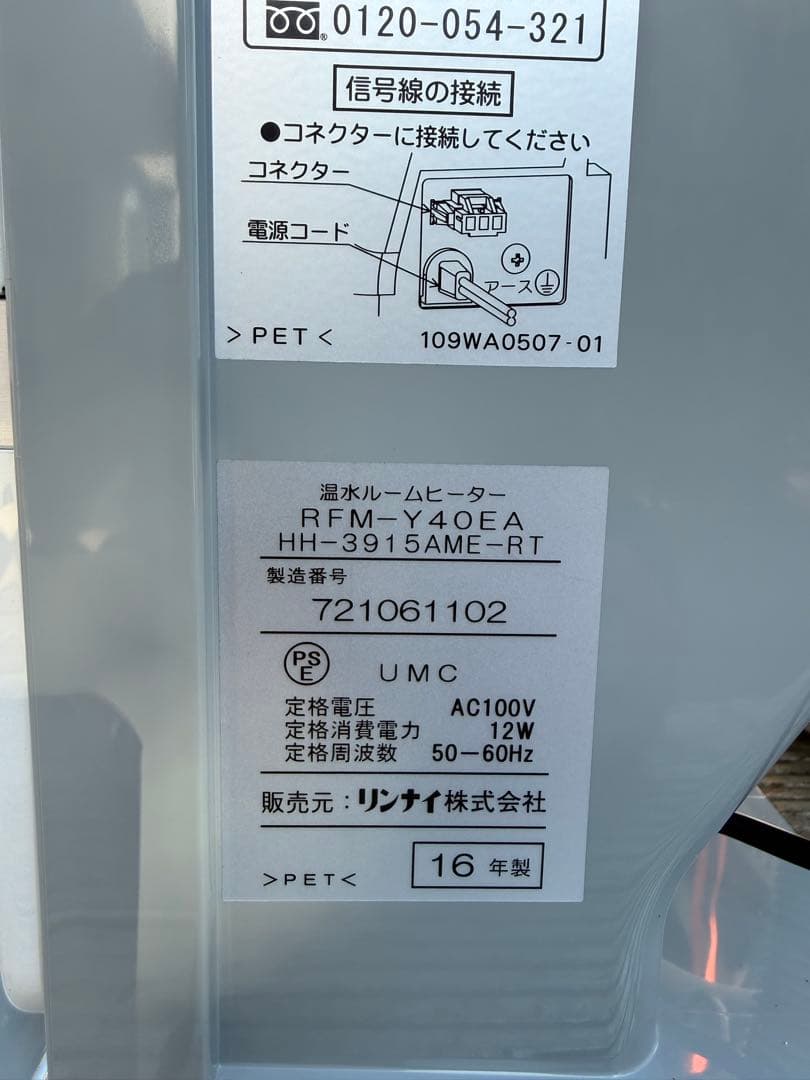 0120-054-321
信号線の接続
●コネクターに接続してください
コネクター
電源コード
アース
>PET<
109WA0507-01
温水ルームヒーター
RFM-Y40EA
HH-3915AME-RT
製造番号
721061102
PSE UMC
定格電圧 AC100V
定格消費電力 12W
定格周波数 50-60Hz
販売元:リンナイ株式会社
>PET<
16年製